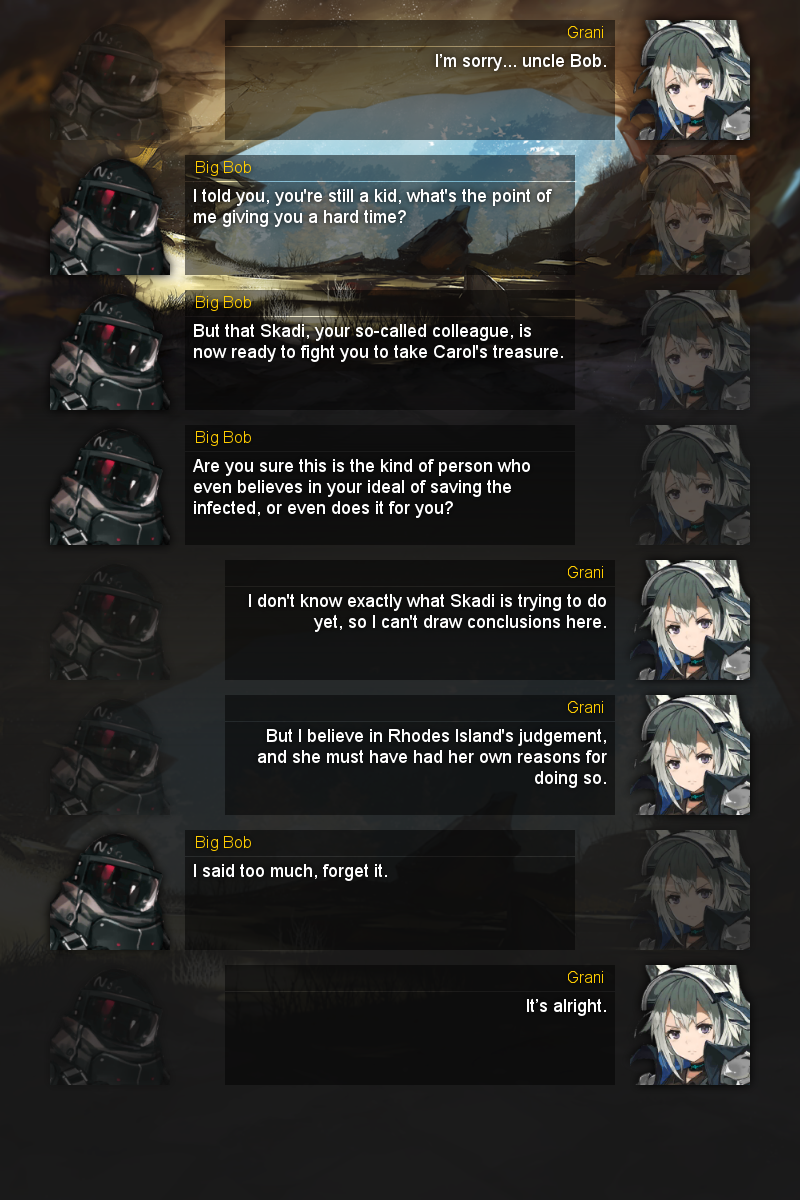 Grani
I'm sorry... uncle Bob.
Big Bob
I told you, you're still a kid, what's the point of
me giving you a hard time?
Big Bob
But that Skadi, your so-called colleague, is
now ready to fight you to take Carol's treasure.
Big Bob
Are you sure this is the kind of person who
even believes in your ideal of saving the
infected, or even does it for you?
Grani
I don't know exactly what Skadi is trying to do
yet, so I can't draw conclusions here.
Grani
But I believe in Rhodes Island's judgement,
and she must have had her own reasons for
doing so.
Big Bob
I said too much, forget it.
Grani
It's alright.